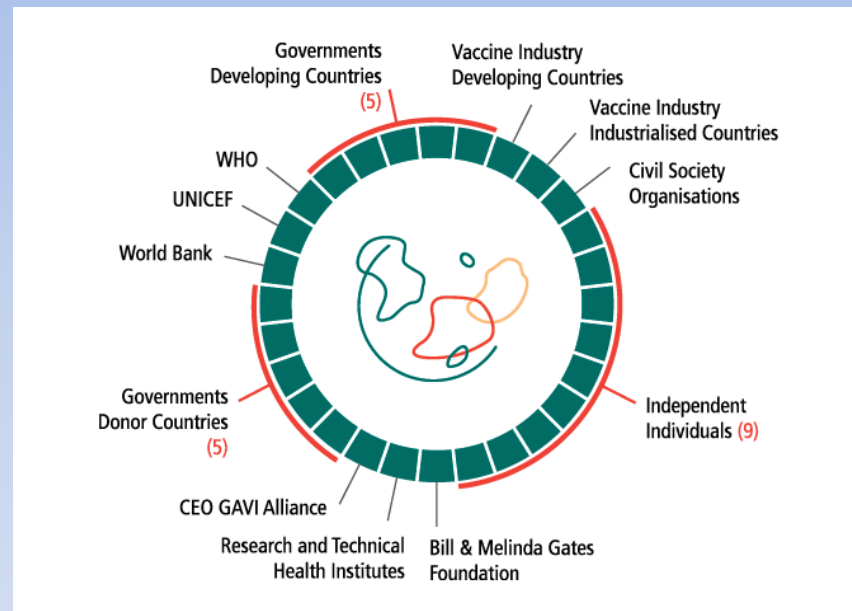 Governments
Developing Countries
(5)
Vaccine Industry
Developing Countries
Vaccine Industry
Industrialised Countries
Civil Society
Organisations
WHO
UNICEF
World Bank
Governments
Donor Countries
(5)
Independent
Individuals (9)
CEO GAVI Alliance
Research and Technical
Health Institutes
Bill & Melinda Gates
Foundation